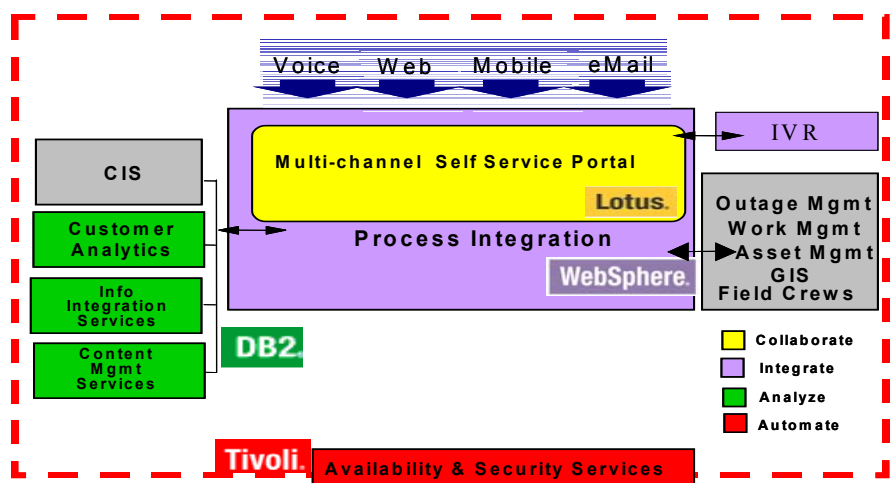 Voice Web Mobile eMail
IVR
Multi-channel Self Service Portal
Lotus.
Process Integration
WebSphere.
CIS
Customer
Analytics
Info
Integration
Services
Content
Mgmt
Services
DB2.
Outage Mgmt
Work Mgmt
Asset Mgmt
GIS
Field Crews
Collaborate
Integrate
Analyze
Automate
Tivoli.
Availability & Security Services